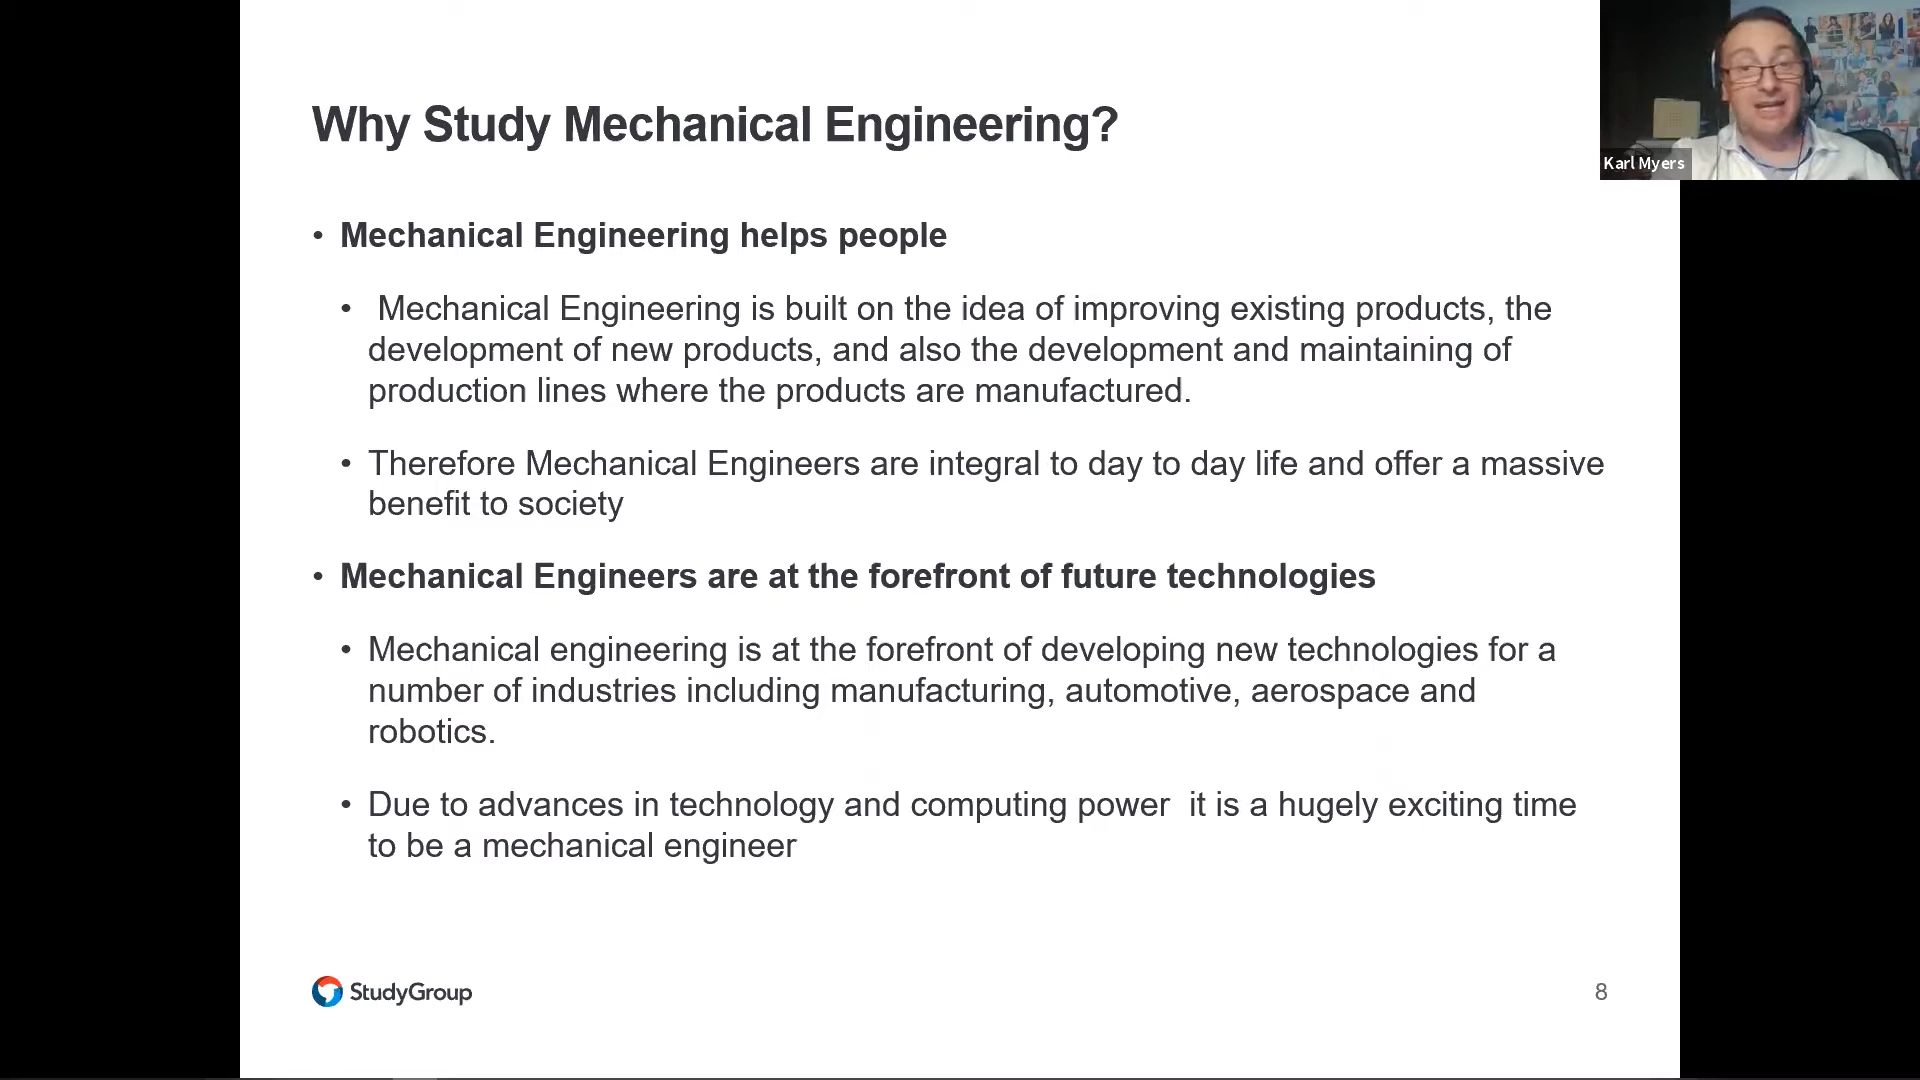 Why Study Mechanical Engineering?
Karl Myers
• Mechanical Engineering helps people
• Mechanical Engineering is built on the idea of improving existing products, the
development of new products, and also the development and maintaining of
production lines where the products are manufactured.
• Therefore Mechanical Engineers are integral to day to day life and offer a massive
benefit to society
• Mechanical Engineers are at the forefront of future technologies
• Mechanical engineering is at the forefront of developing new technologies for a
number of industries including manufacturing, automotive, aerospace and
robotics.
• Due to advances in technology and computing power  it is a hugely exciting time
to be a mechanical engineer
StudyGroup
8